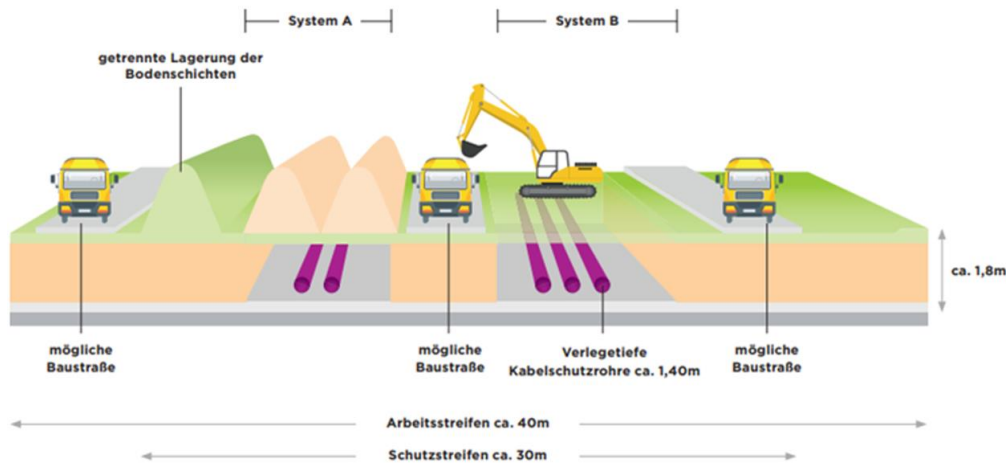 System A
System B
getrennte Lagerung der
Bodenschichten
ca. 1,8m
mögliche
Baustraße
mögliche
Baustraße
Verlegetiefe
Kabelschutzrohre ca. 1,40m
mögliche
Baustraße
Arbeitsstreifen ca. 40m
Schutzstreifen ca. 30m